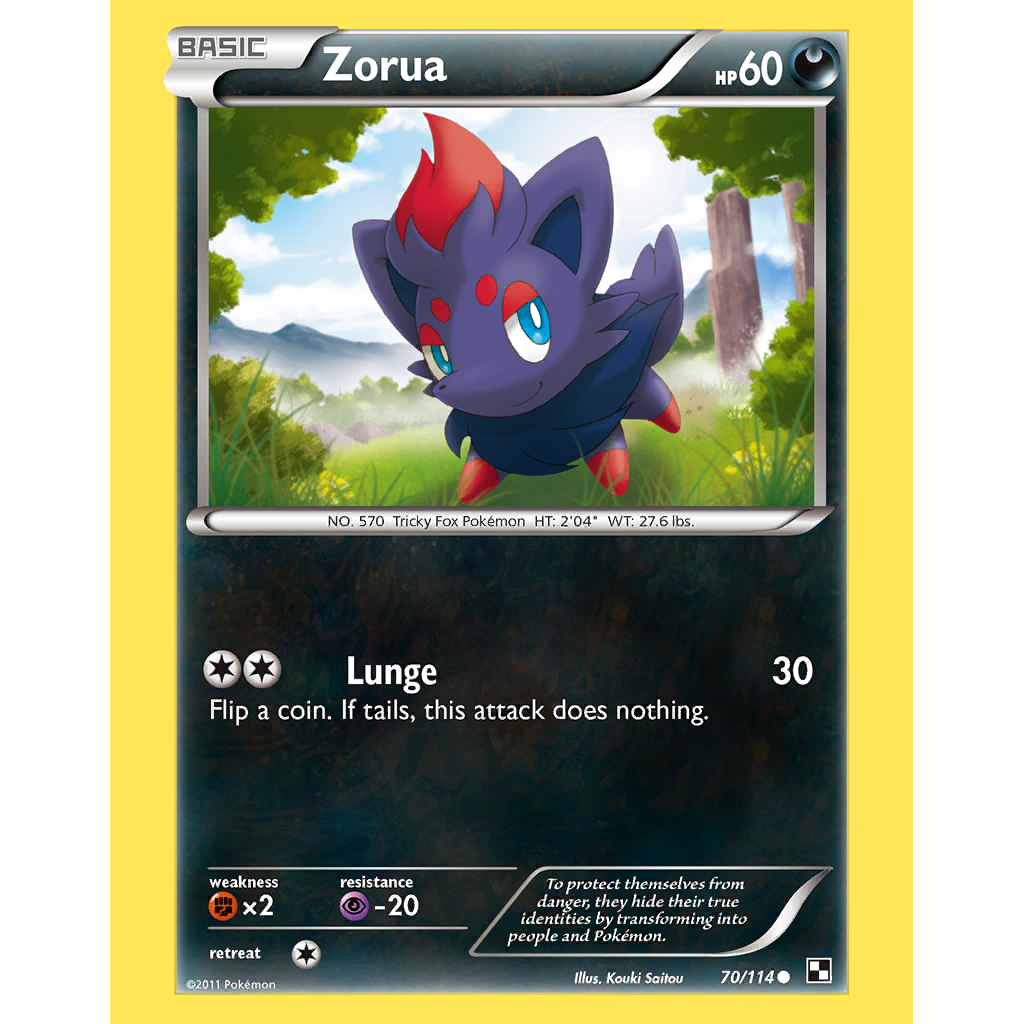 BASIC
Zorua
HP60
NO. 570 Tricky Fox Pokémon HT: 2'04" WT: 27.6 lbs.
Lunge 30
Flip a coin. If tails, this attack does nothing.
weakness resistance
×2 -20
To protect themselves from
danger, they hide their true
identities by transforming into
people and Pokémon.
retreat
©2011 Pokémon
Illus. Kouki Saitou
70/114